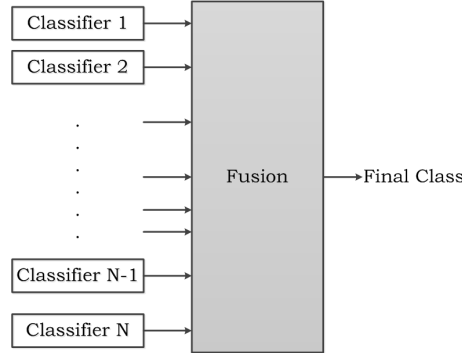 Classifier 1
Classifier 2
.
.
.
.
.
.
Fusion
Final Class
Classifier N-1
Classifier N